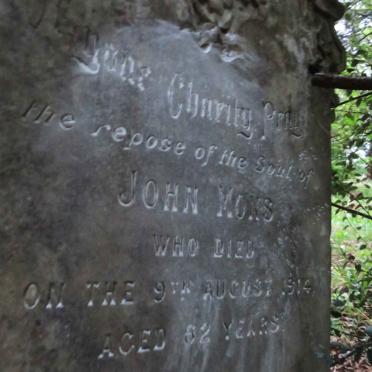 Your Charity Pray
the repose of the Soul of
JOHN MONS
WHO DIED
ON THE 9TH AUGUST 1914
AGED 82 YEARS